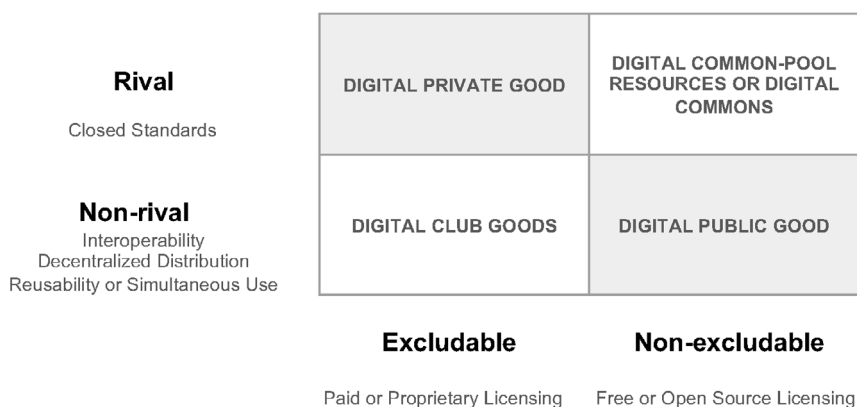 Rival
Closed Standards
DIGITAL PRIVATE GOOD
DIGITAL COMMON-POOL
RESOURCES OR DIGITAL
COMMONS
Non-rival
Interoperability
Decentralized Distribution
Reusability or Simultaneous Use
DIGITAL CLUB GOODS
DIGITAL PUBLIC GOOD
Excludable
Non-excludable
Paid or Proprietary Licensing
Free or Open Source Licensing